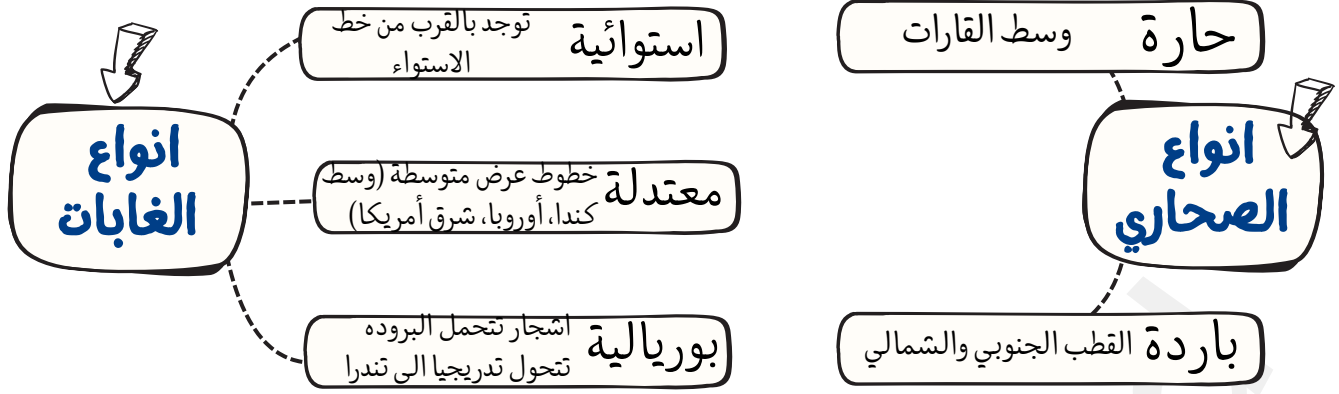 حارة
وسط القارات
انواع
الصحاري
باردة
القطب الجنوبي والشمالي
استوائية
توجد بالقرب من خط
الاستواء
انواع
الغابات
معتدلة
خطوط عرض متوسطة (وسط
كندا، أوروبا، شرق أمريكا)
بوريالية
اشجار تتحمل البروده
تتحول تدريجيا الى تندرا